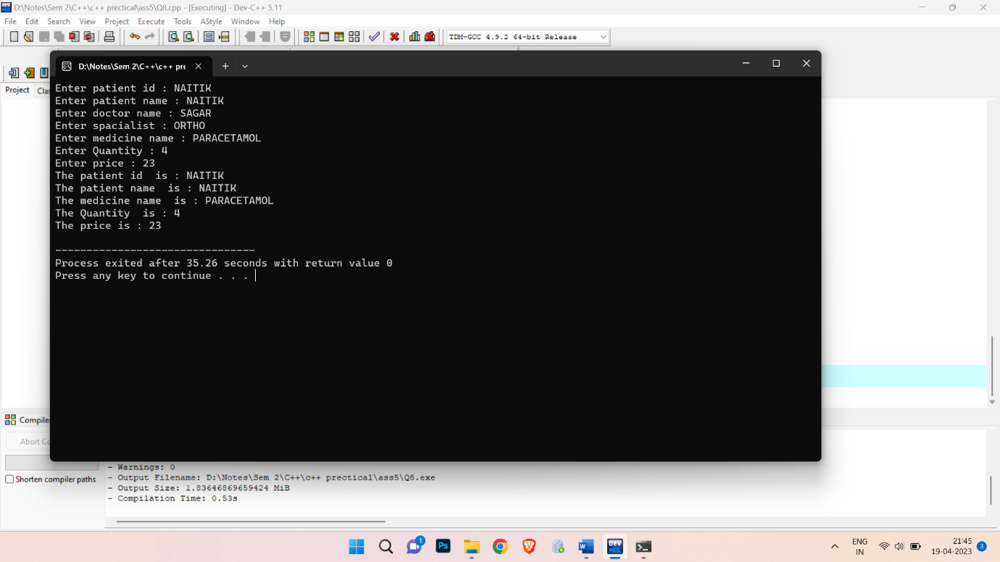 D:\Notes\Sem 2\C++\c++ prectical\ass5\Q8.cpp - [Executing] - Dev-C++ 5.11
File Edit Search View Project Execute Tools AStyle Window Help
TDM-GCC 4.9.2 64-bit Release
D:\Notes\Sem 2\C++\c++ pre
Project Clas
Enter patient id : NAITIK
Enter patient name : NAITIK
Enter doctor name : SAGAR
Enter spacialist : ORTHO
Enter medicine name : PARACETAMOL
Enter Quantity : 4
Enter price : 23
The patient id  is : NAITIK
The patient name  is : NAITIK
The medicine name  is : PARACETAMOL
The Quantity  is : 4
The price is : 23
--------------------------------
Process exited after 35.26 seconds with return value 0
Press any key to continue . . .
Compiler
Abort Co
Shorten compiler paths
- Warnings: 0
- Output Filename: D:\Notes\Sem 2\C++\c++ prectical\ass5\Q8.exe
- Output Size: 1.83646869659424 MiB
- Compilation Time: 0.53s
1
Ps
W
DEV
C++
ENG
IN
21:45
19-04-2023
3